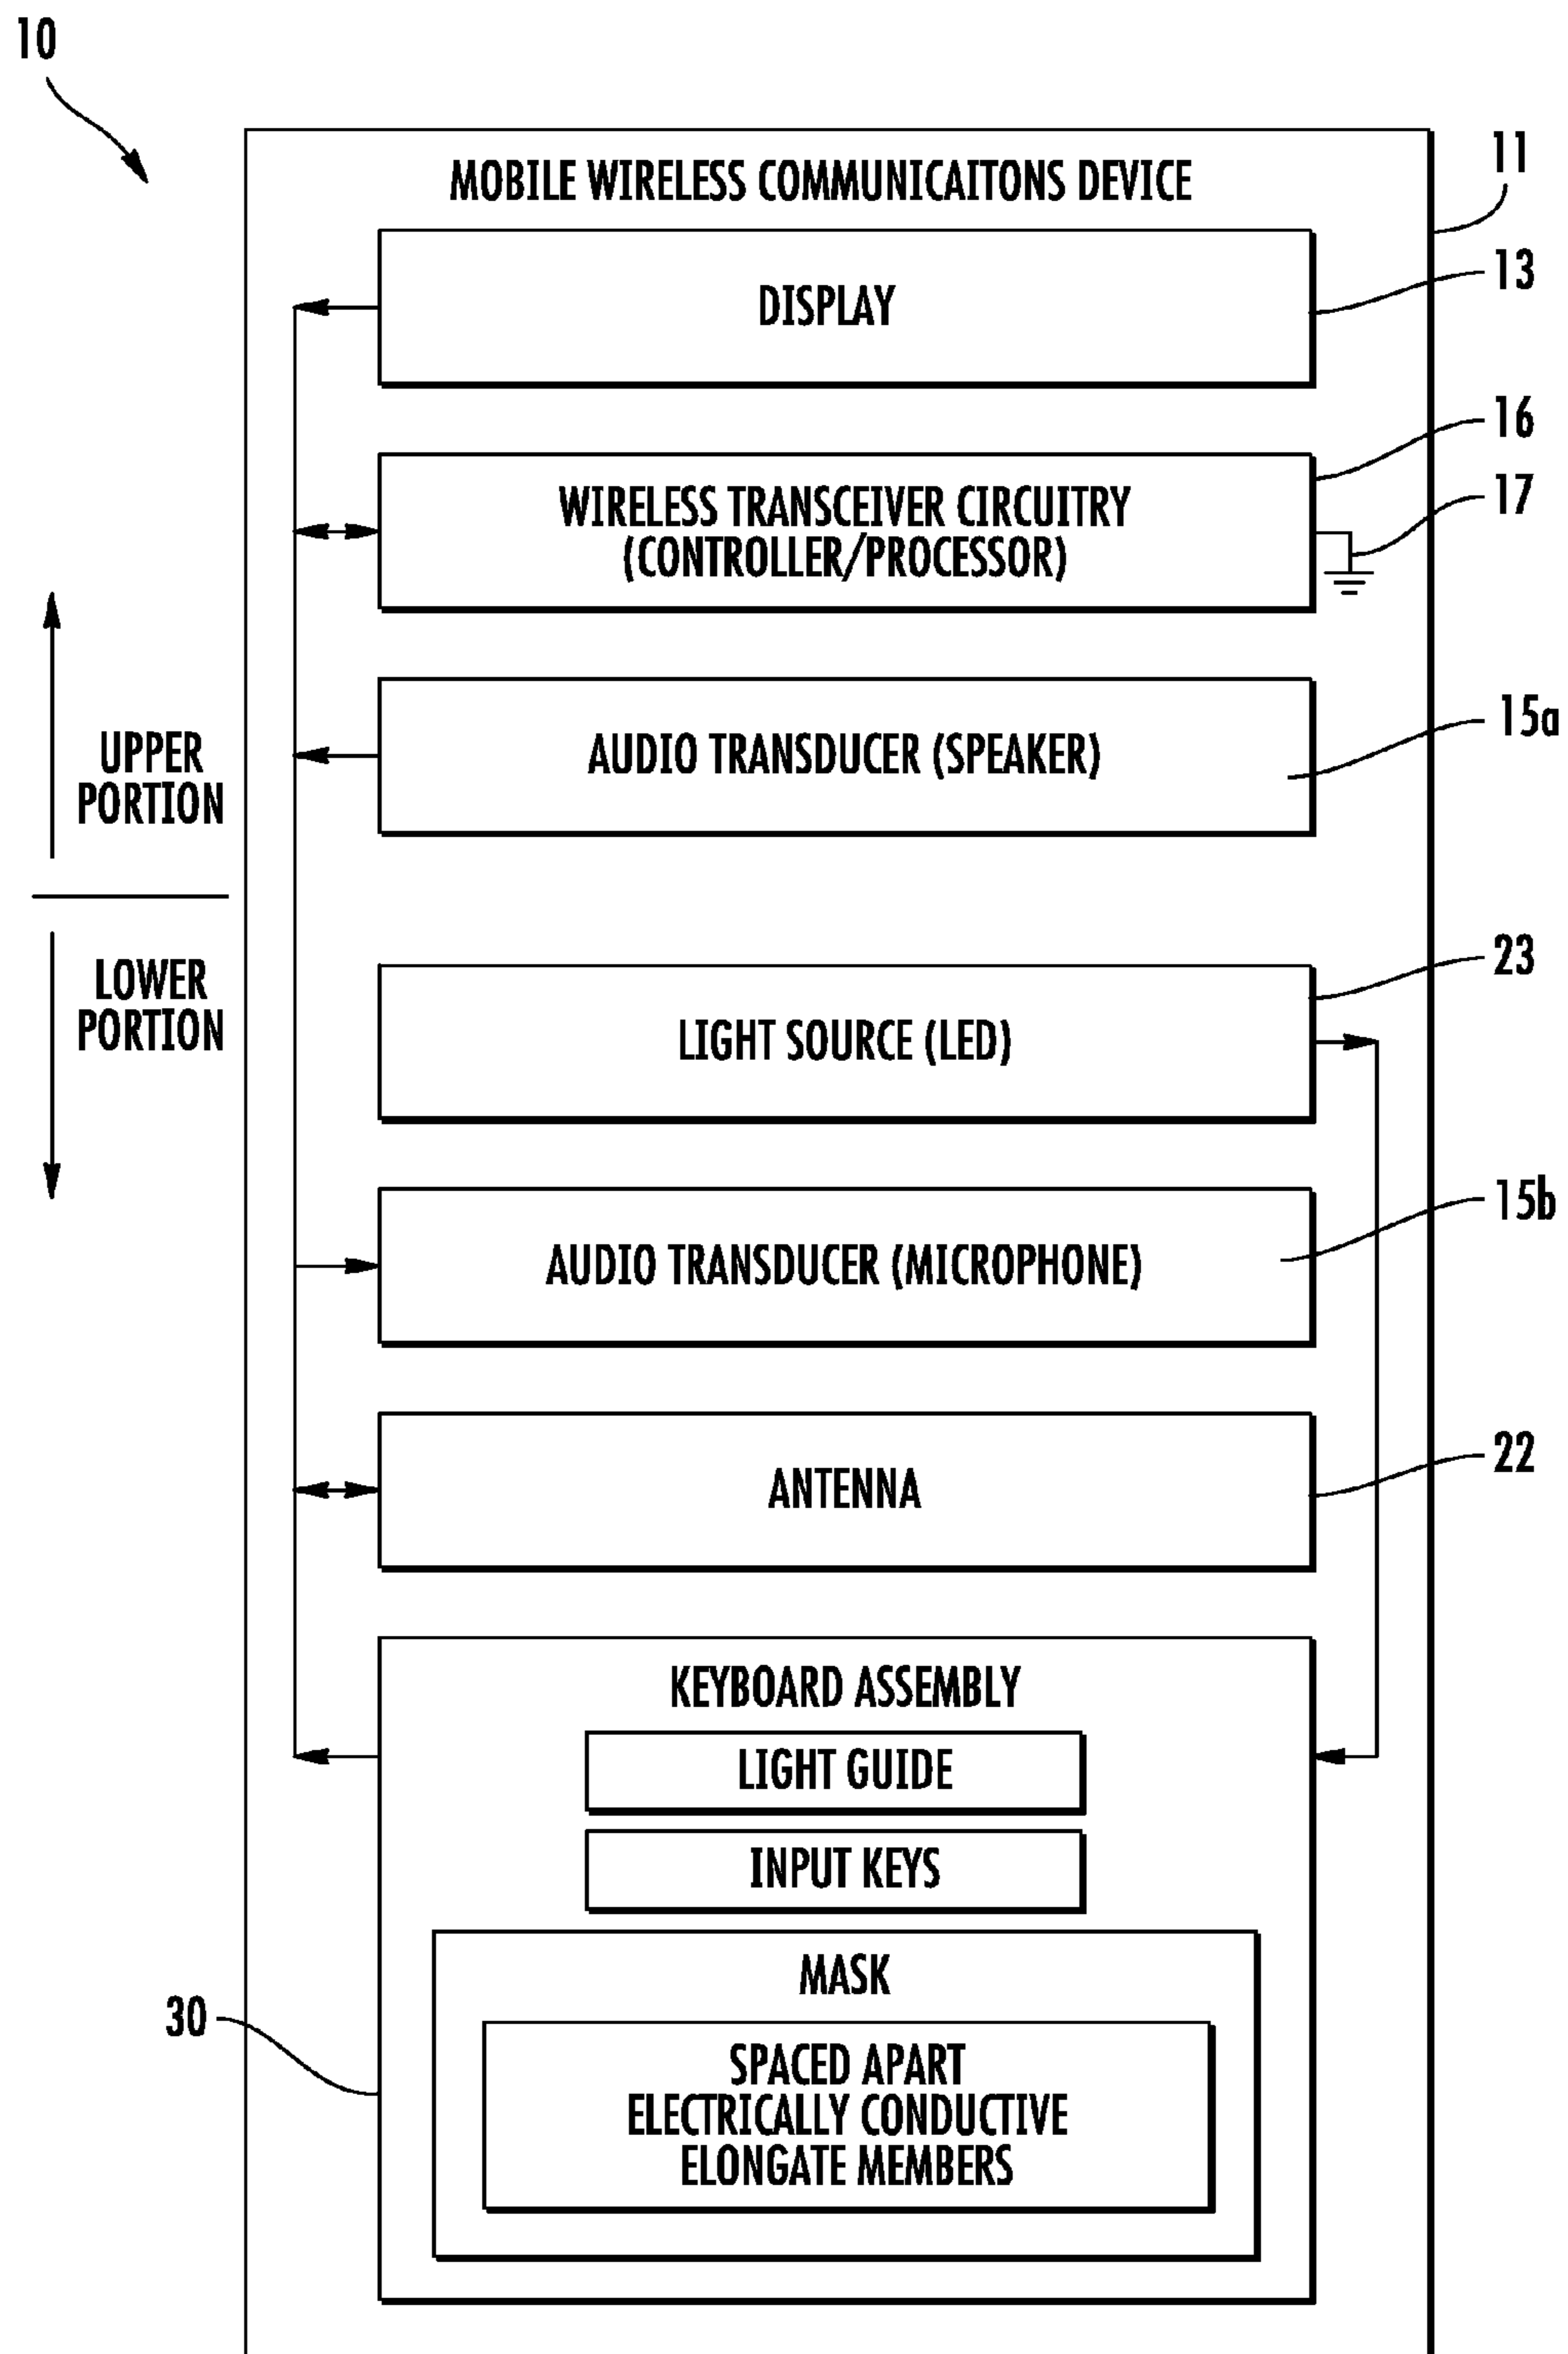 10
11
MOBILE WIRELESS COMMUNICAITONS DEVICE
DISPLAY
13
WIRELESS TRANSCEIVER CIRCUITRY
(CONTROLLER/PROCESSOR)
16
17
AUDIO TRANSDUCER (SPEAKER)
15a
UPPER
PORTION
LOWER
PORTION
LIGHT SOURCE (LED)
23
AUDIO TRANSDUCER (MICROPHONE)
15b
ANTENNA
22
KEYBOARD ASSEMBLY
LIGHT GUIDE
INPUT KEYS
MASK
30
SPACED APART
ELECTRICALLY CONDUCTIVE
ELONGATE MEMBERS